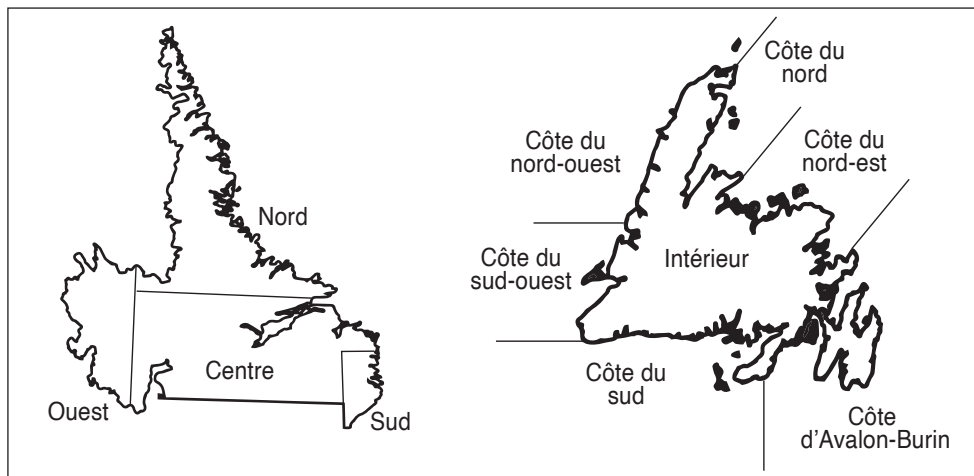 Nord
Ouest
Centre
Sud
Côte du
nord
Côte du
nord-ouest
Côte du
nord-est
Côte du
sud-ouest
Intérieur
Côte du
sud
Côte
d'Avalon-Burin